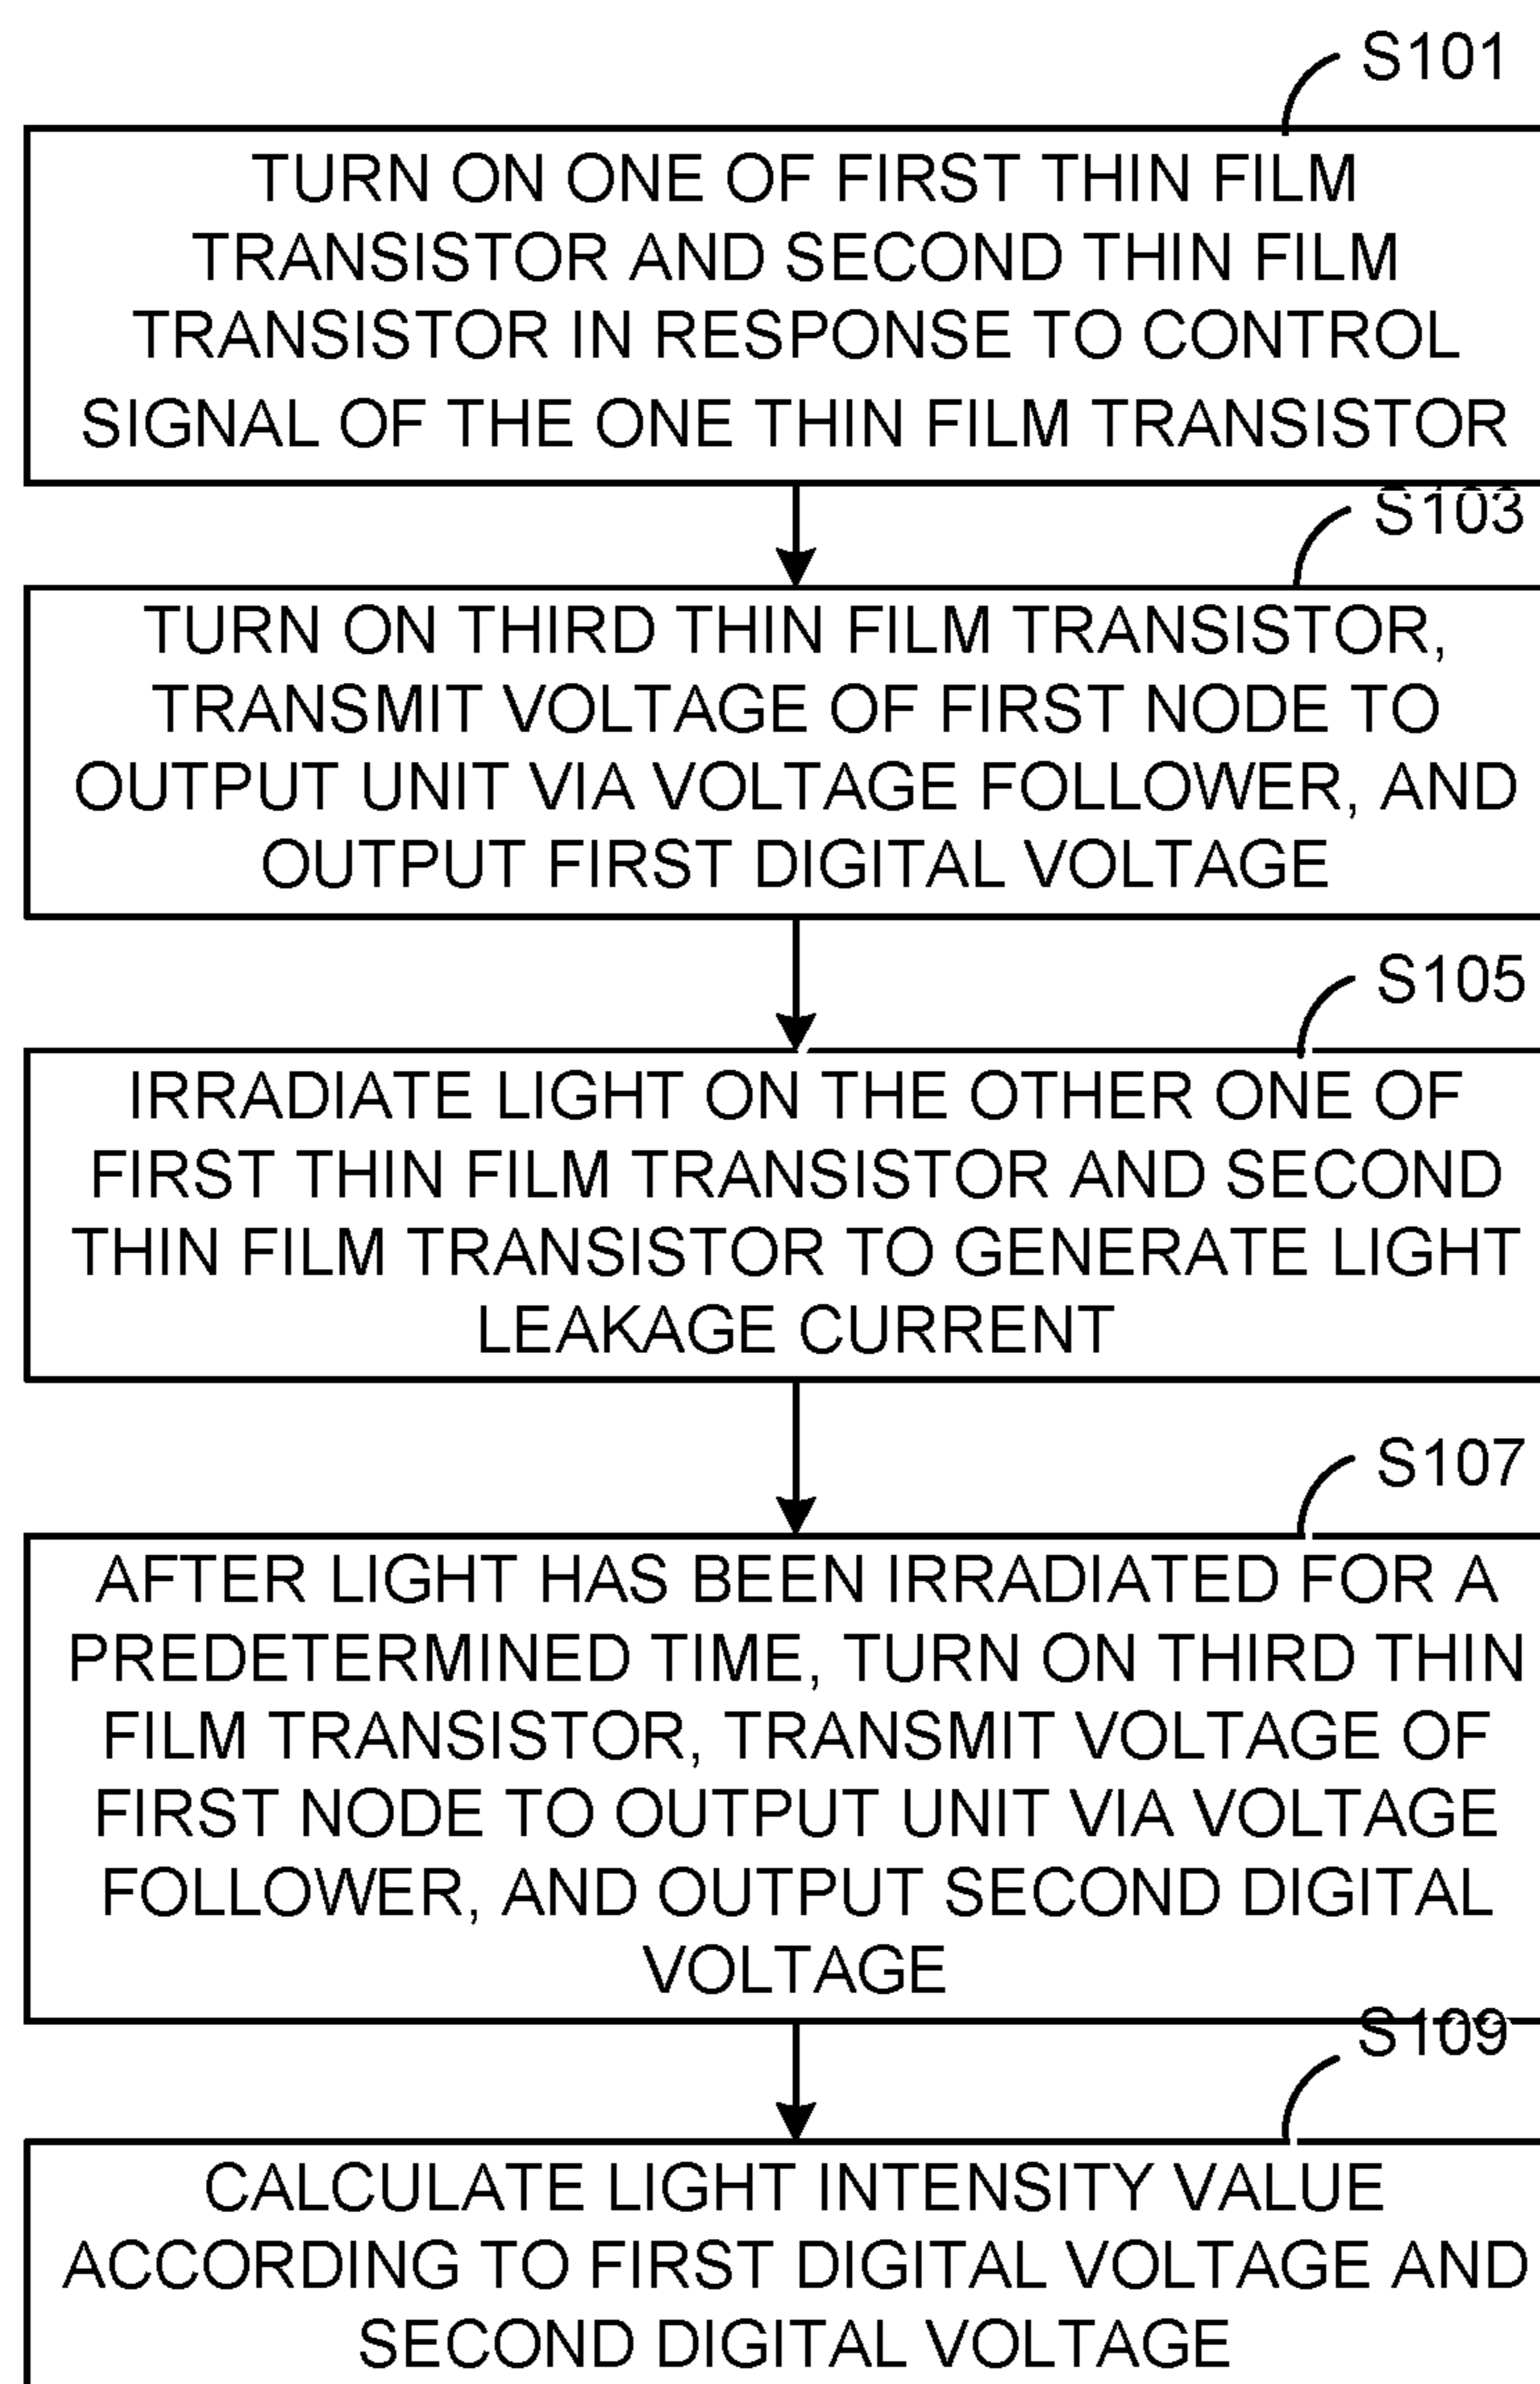 S101
TURN ON ONE OF FIRST THIN FILM
TRANSISTOR AND SECOND THIN FILM
TRANSISTOR IN RESPONSE TO CONTROL
SIGNAL OF THE ONE THIN FILM TRANSISTOR
S103
TURN ON THIRD THIN FILM TRANSISTOR,
TRANSMIT VOLTAGE OF FIRST NODE TO
OUTPUT UNIT VIA VOLTAGE FOLLOWER, AND
OUTPUT FIRST DIGITAL VOLTAGE
S105
IRRADIATE LIGHT ON THE OTHER ONE OF
FIRST THIN FILM TRANSISTOR AND SECOND
THIN FILM TRANSISTOR TO GENERATE LIGHT
LEAKAGE CURRENT
S107
AFTER LIGHT HAS BEEN IRRADIATED FOR A
PREDETERMINED TIME, TURN ON THIRD THIN
FILM TRANSISTOR, TRANSMIT VOLTAGE OF
FIRST NODE TO OUTPUT UNIT VIA VOLTAGE
FOLLOWER, AND OUTPUT SECOND DIGITAL
VOLTAGE
S109
CALCULATE LIGHT INTENSITY VALUE
ACCORDING TO FIRST DIGITAL VOLTAGE AND
SECOND DIGITAL VOLTAGE